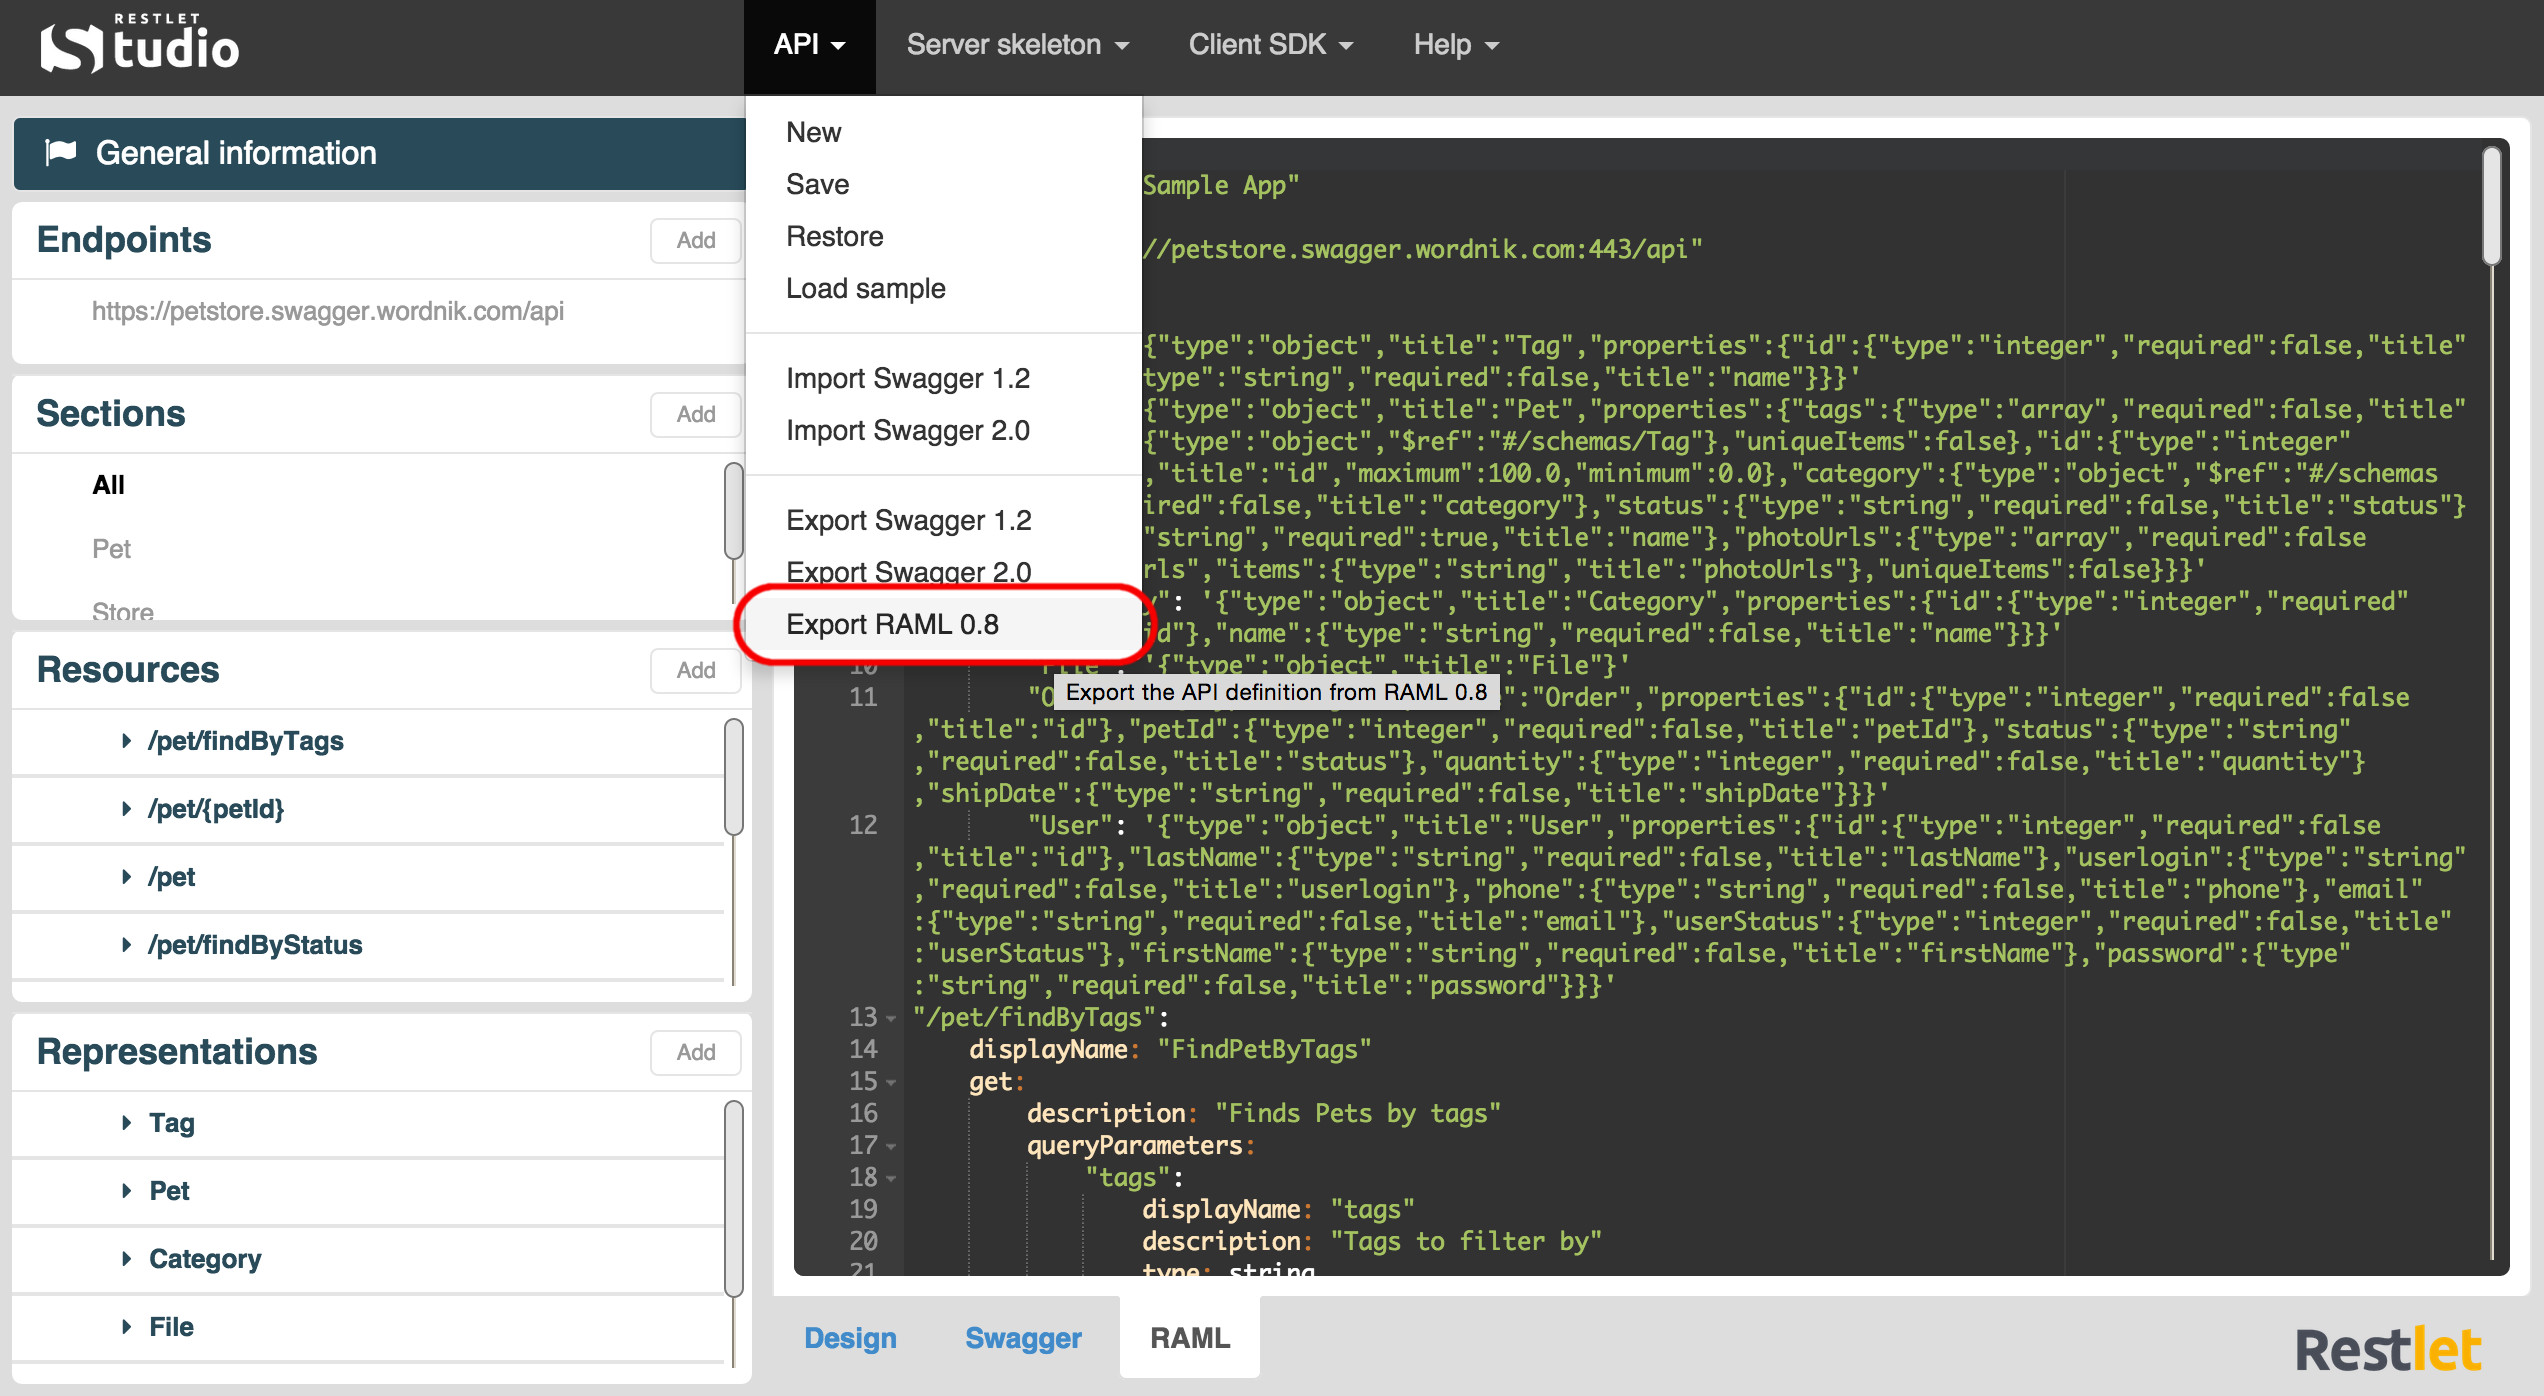 RESTLET
Studio
API
Server skeleton
Client SDK
Help
General information
Endpoints
Add
https://petstore.swagger.wordnik.com/api
Sections
Add
All
Pet
Store
Resources
Add
/pet/findByTags
/pet/{petId}
/pet
/pet/findByStatus
Representations
Add
Tag
Pet
Category
File
New
Save
Restore
Load sample
Import Swagger 1.2
Import Swagger 2.0
Export Swagger 1.2
Export Swagger 2.0
Export RAML 0.8
Export the API definition from RAML 0.8
Sample App"
//petstore.swagger.wordnik.com:443/api"
{"type":"object","title":"Tag","properties":{"id":{"type":"integer","required":false,"title"
type":"string","required":false,"title":"name"}}}'
{"type":"object","title":"Pet","properties":{"tags":{"type":"array","required":false,"title"
{"type":"object","$ref":"#/schemas/Tag"},"uniqueItems":false},"id":{"type":"integer"
,"title":"id","maximum":100.0,"minimum":0.0},"category":{"type":"object","$ref":"#/schemas
ired":false,"title":"category"},"status":{"type":"string","required":false,"title":"status"}
"string","required":true,"title":"name"},"photoUrls":{"type":"array","required":false
rls","items":{"type":"string","title":"photoUrls"},"uniqueItems":false}}}'
y": '{"type":"object","title":"Category","properties":{"id":{"type":"integer","required"
id"},"name":{"type":"string","required":false,"title":"name"}}}'
10 "File": '{"type":"object","title":"File"}'
11 "O ":"Order","properties":{"id":{"type":"integer","required":false
,"title":"id"},"petId":{"type":"integer","required":false,"title":"petId"},"status":{"type":"string"
,"required":false,"title":"status"},"quantity":{"type":"integer","required":false,"title":"quantity"}
,"shipDate":{"type":"string","required":false,"title":"shipDate"}}}'
12 "User": '{"type":"object","title":"User","properties":{"id":{"type":"integer","required":false
,"title":"id"},"lastName":{"type":"string","required":false,"title":"lastName"},"userlogin":{"type":"string"
,"required":false,"title":"userlogin"},"phone":{"type":"string","required":false,"title":"phone"},"email"
:{"type":"string","required":false,"title":"email"},"userStatus":{"type":"integer","required":false,"title"
:"userStatus"},"firstName":{"type":"string","required":false,"title":"firstName"},"password":{"type"
:"string","required":false,"title":"password"}}}'
13 "/pet/findByTags":
14 displayName: "FindPetByTags"
15 get:
16 description: "Finds Pets by tags"
17 queryParameters:
18 "tags":
19 displayName: "tags"
20 description: "Tags to filter by"
21 type: string
Design
Swagger
RAML
Restlet